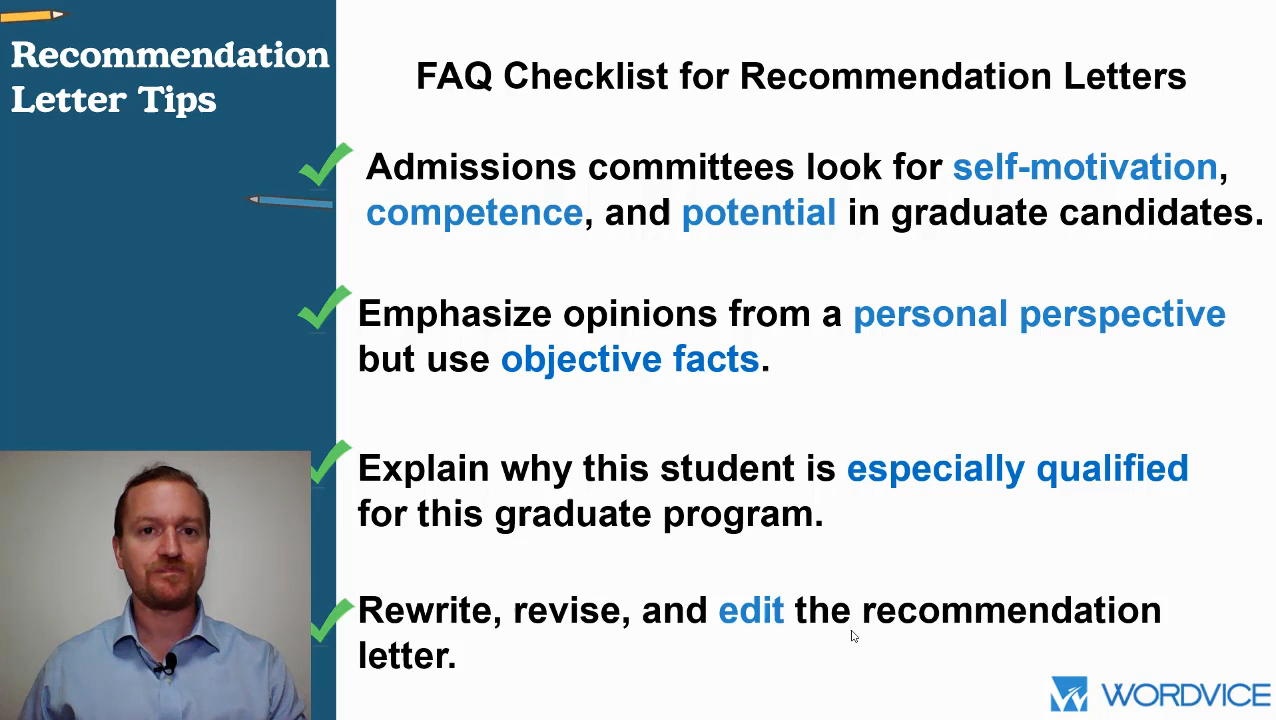 Recommendation
Letter Tips
FAQ Checklist for Recommendation Letters
Admissions committees look for self-motivation,
competence, and potential in graduate candidates.
Emphasize opinions from a personal perspective
but use objective facts.
Explain why this student is especially qualified
for this graduate program.
Rewrite, revise, and edit the recommendation
letter.
WORDVICE